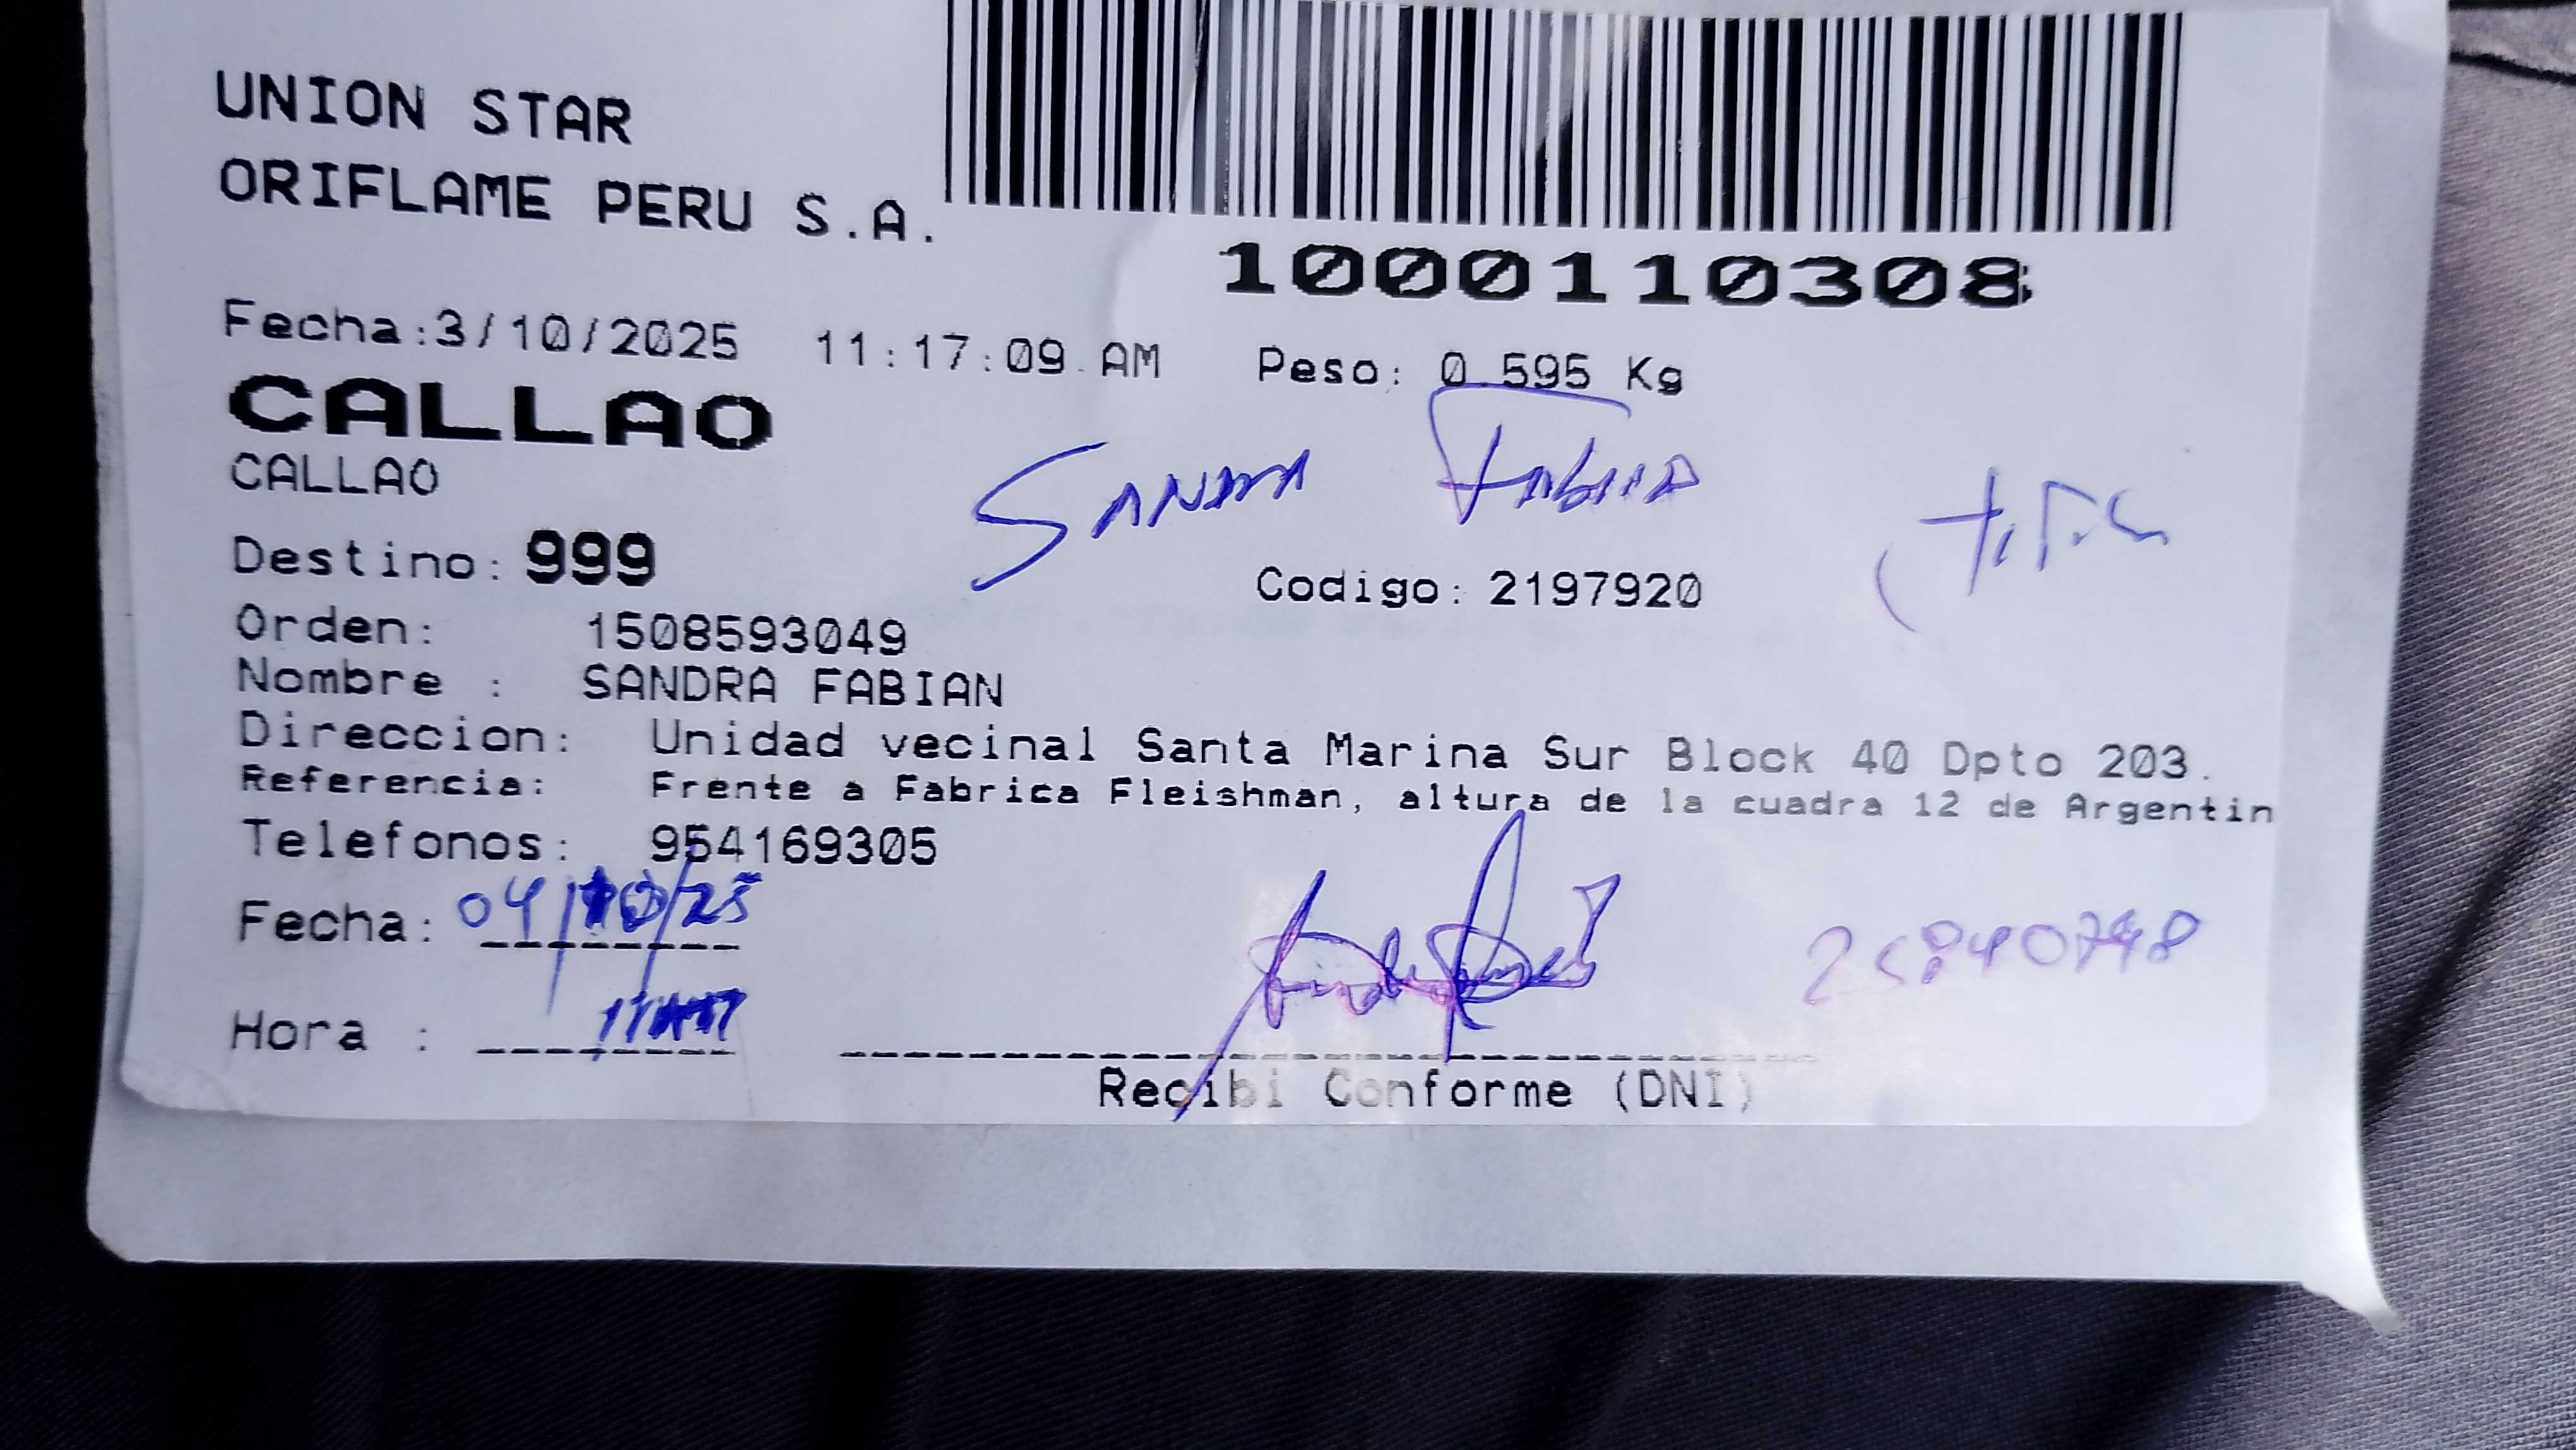 UNION STAR
ORIFLAME PERU S.A.
1000110308
Fecha:3/10/2025 11:17:09 AM Peso: 0.595 Kg
CALLAO
CALLAO
SANDRA FABIAN
Destino: 999
Codigo: 2197920
Orden: 1508593049
Nombre : SANDRA FABIAN
Direccion: Unidad vecinal Santa Marina Sur Block 40 Dpto 203.
Referencia: Frente a Fabrica Fleishman, altura de la cuadra 12 de Argentin
Telefonos: 954169305
Fecha: 04/10/25
Hora :
Recibi Conforme (DNI)